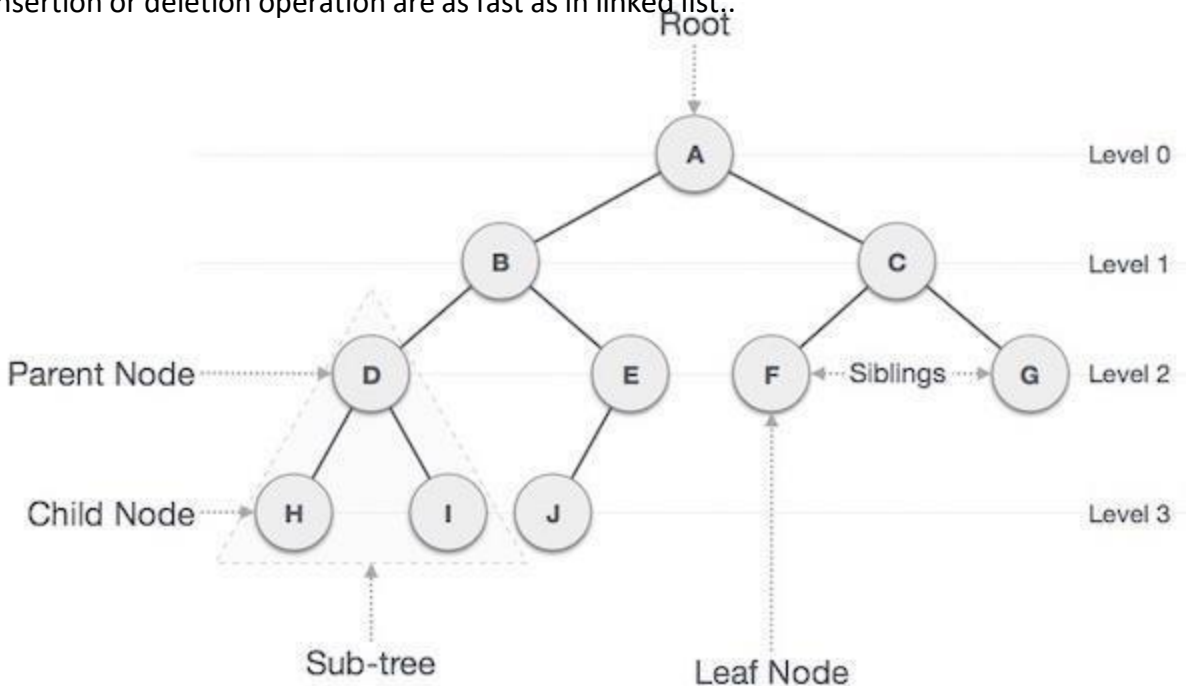 nsertion or deletion operation are as fast as in linked list..
Root
A
Level 0
B
C
Level 1
Parent Node
D
E
F
Siblings
G
Level 2
Child Node
H
I
J
Level 3
Sub-tree
Leaf Node